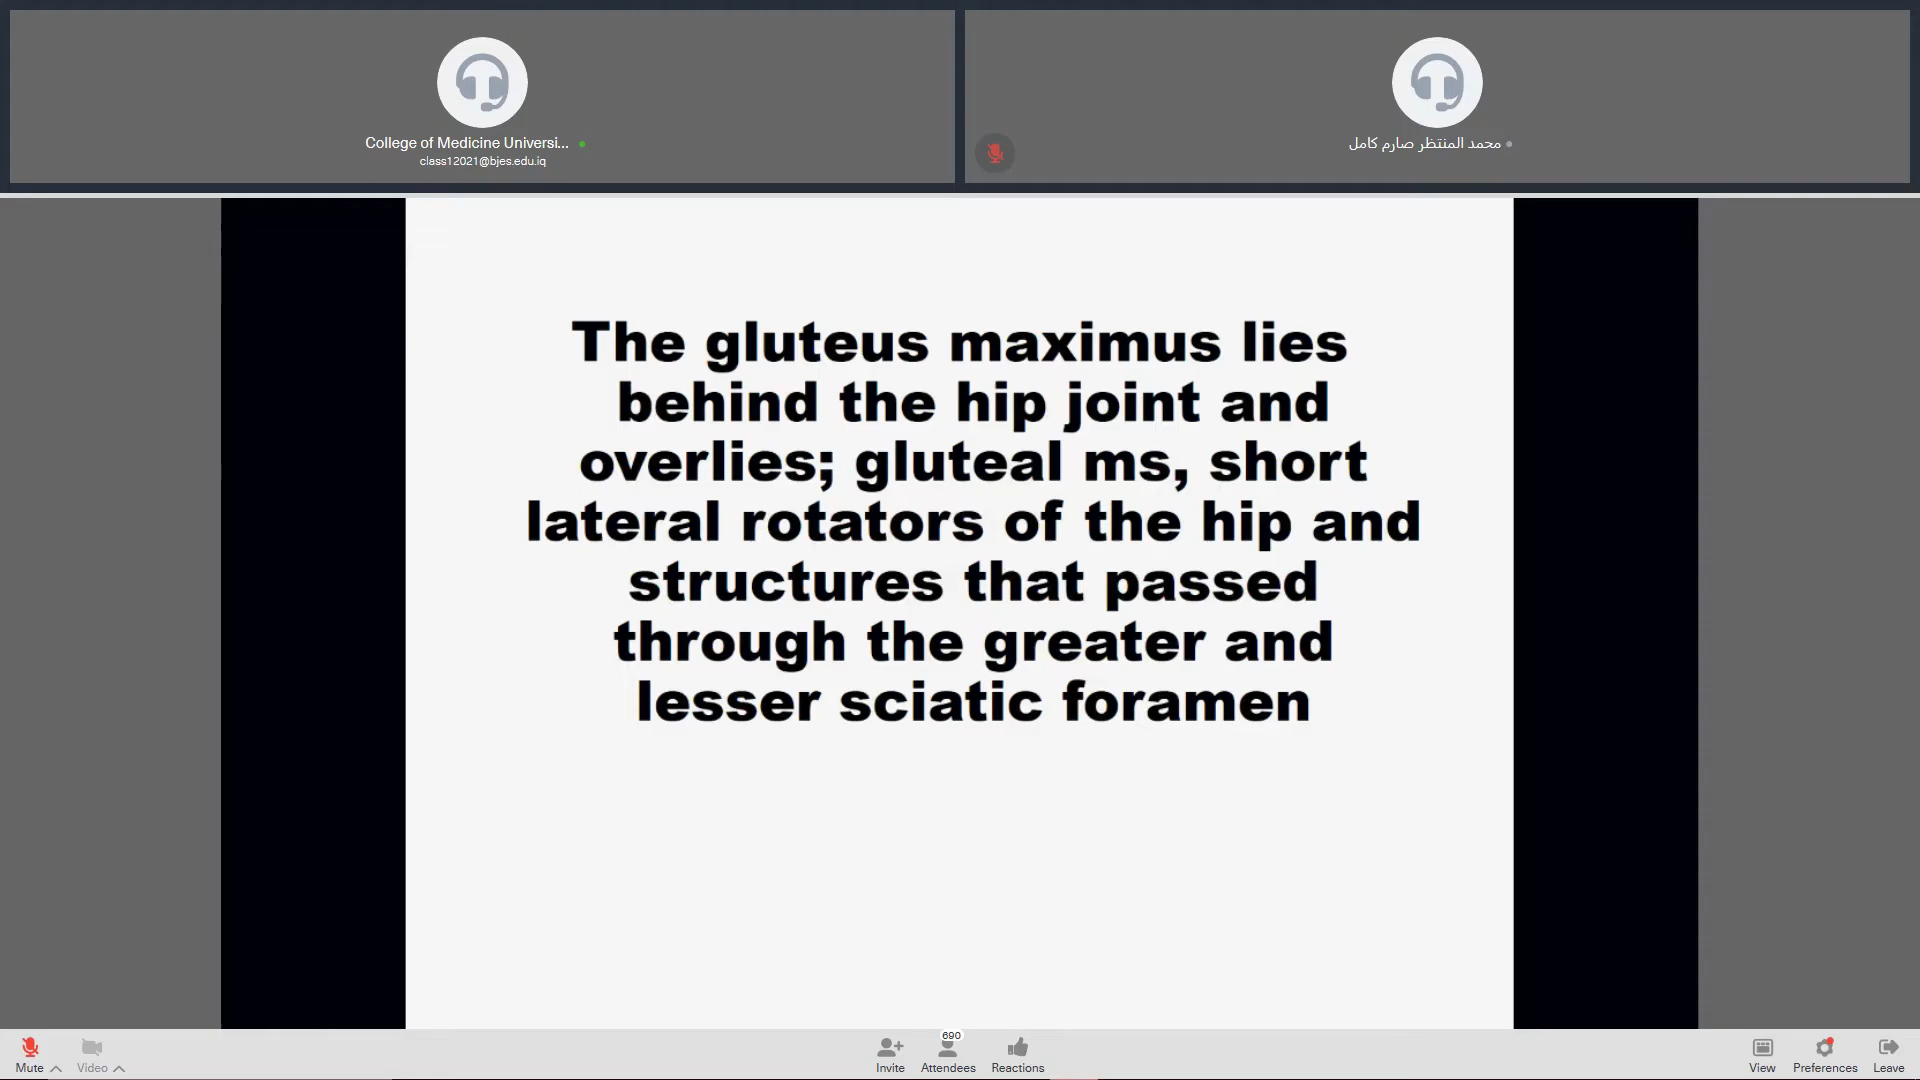 College of Medicine Universi...
class12021@bjes.edu.iq
محمد المنتظر صارم كامل
The gluteus maximus lies
behind the hip joint and
overlies; gluteal ms, short
lateral rotators of the hip and
structures that passed
through the greater and
lesser sciatic foramen
Mute
Video
Invite
690
Attendees
Reactions
View
Preferences
Leave